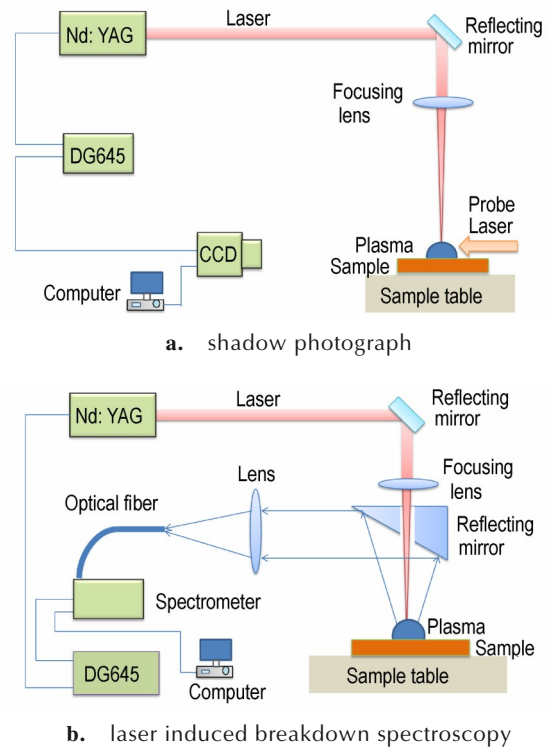 Laser
Nd: YAG
Reflecting
mirror
Focusing
lens
DG645
Probe
Laser
CCD
Plasma
Sample
Computer
Sample table
a. shadow photograph
Laser
Nd: YAG
Reflecting
mirror
Lens
Focusing
lens
Optical fiber
Reflecting
mirror
Spectrometer
Plasma
Sample
DG645
Computer
Sample table
b. laser induced breakdown spectroscopy